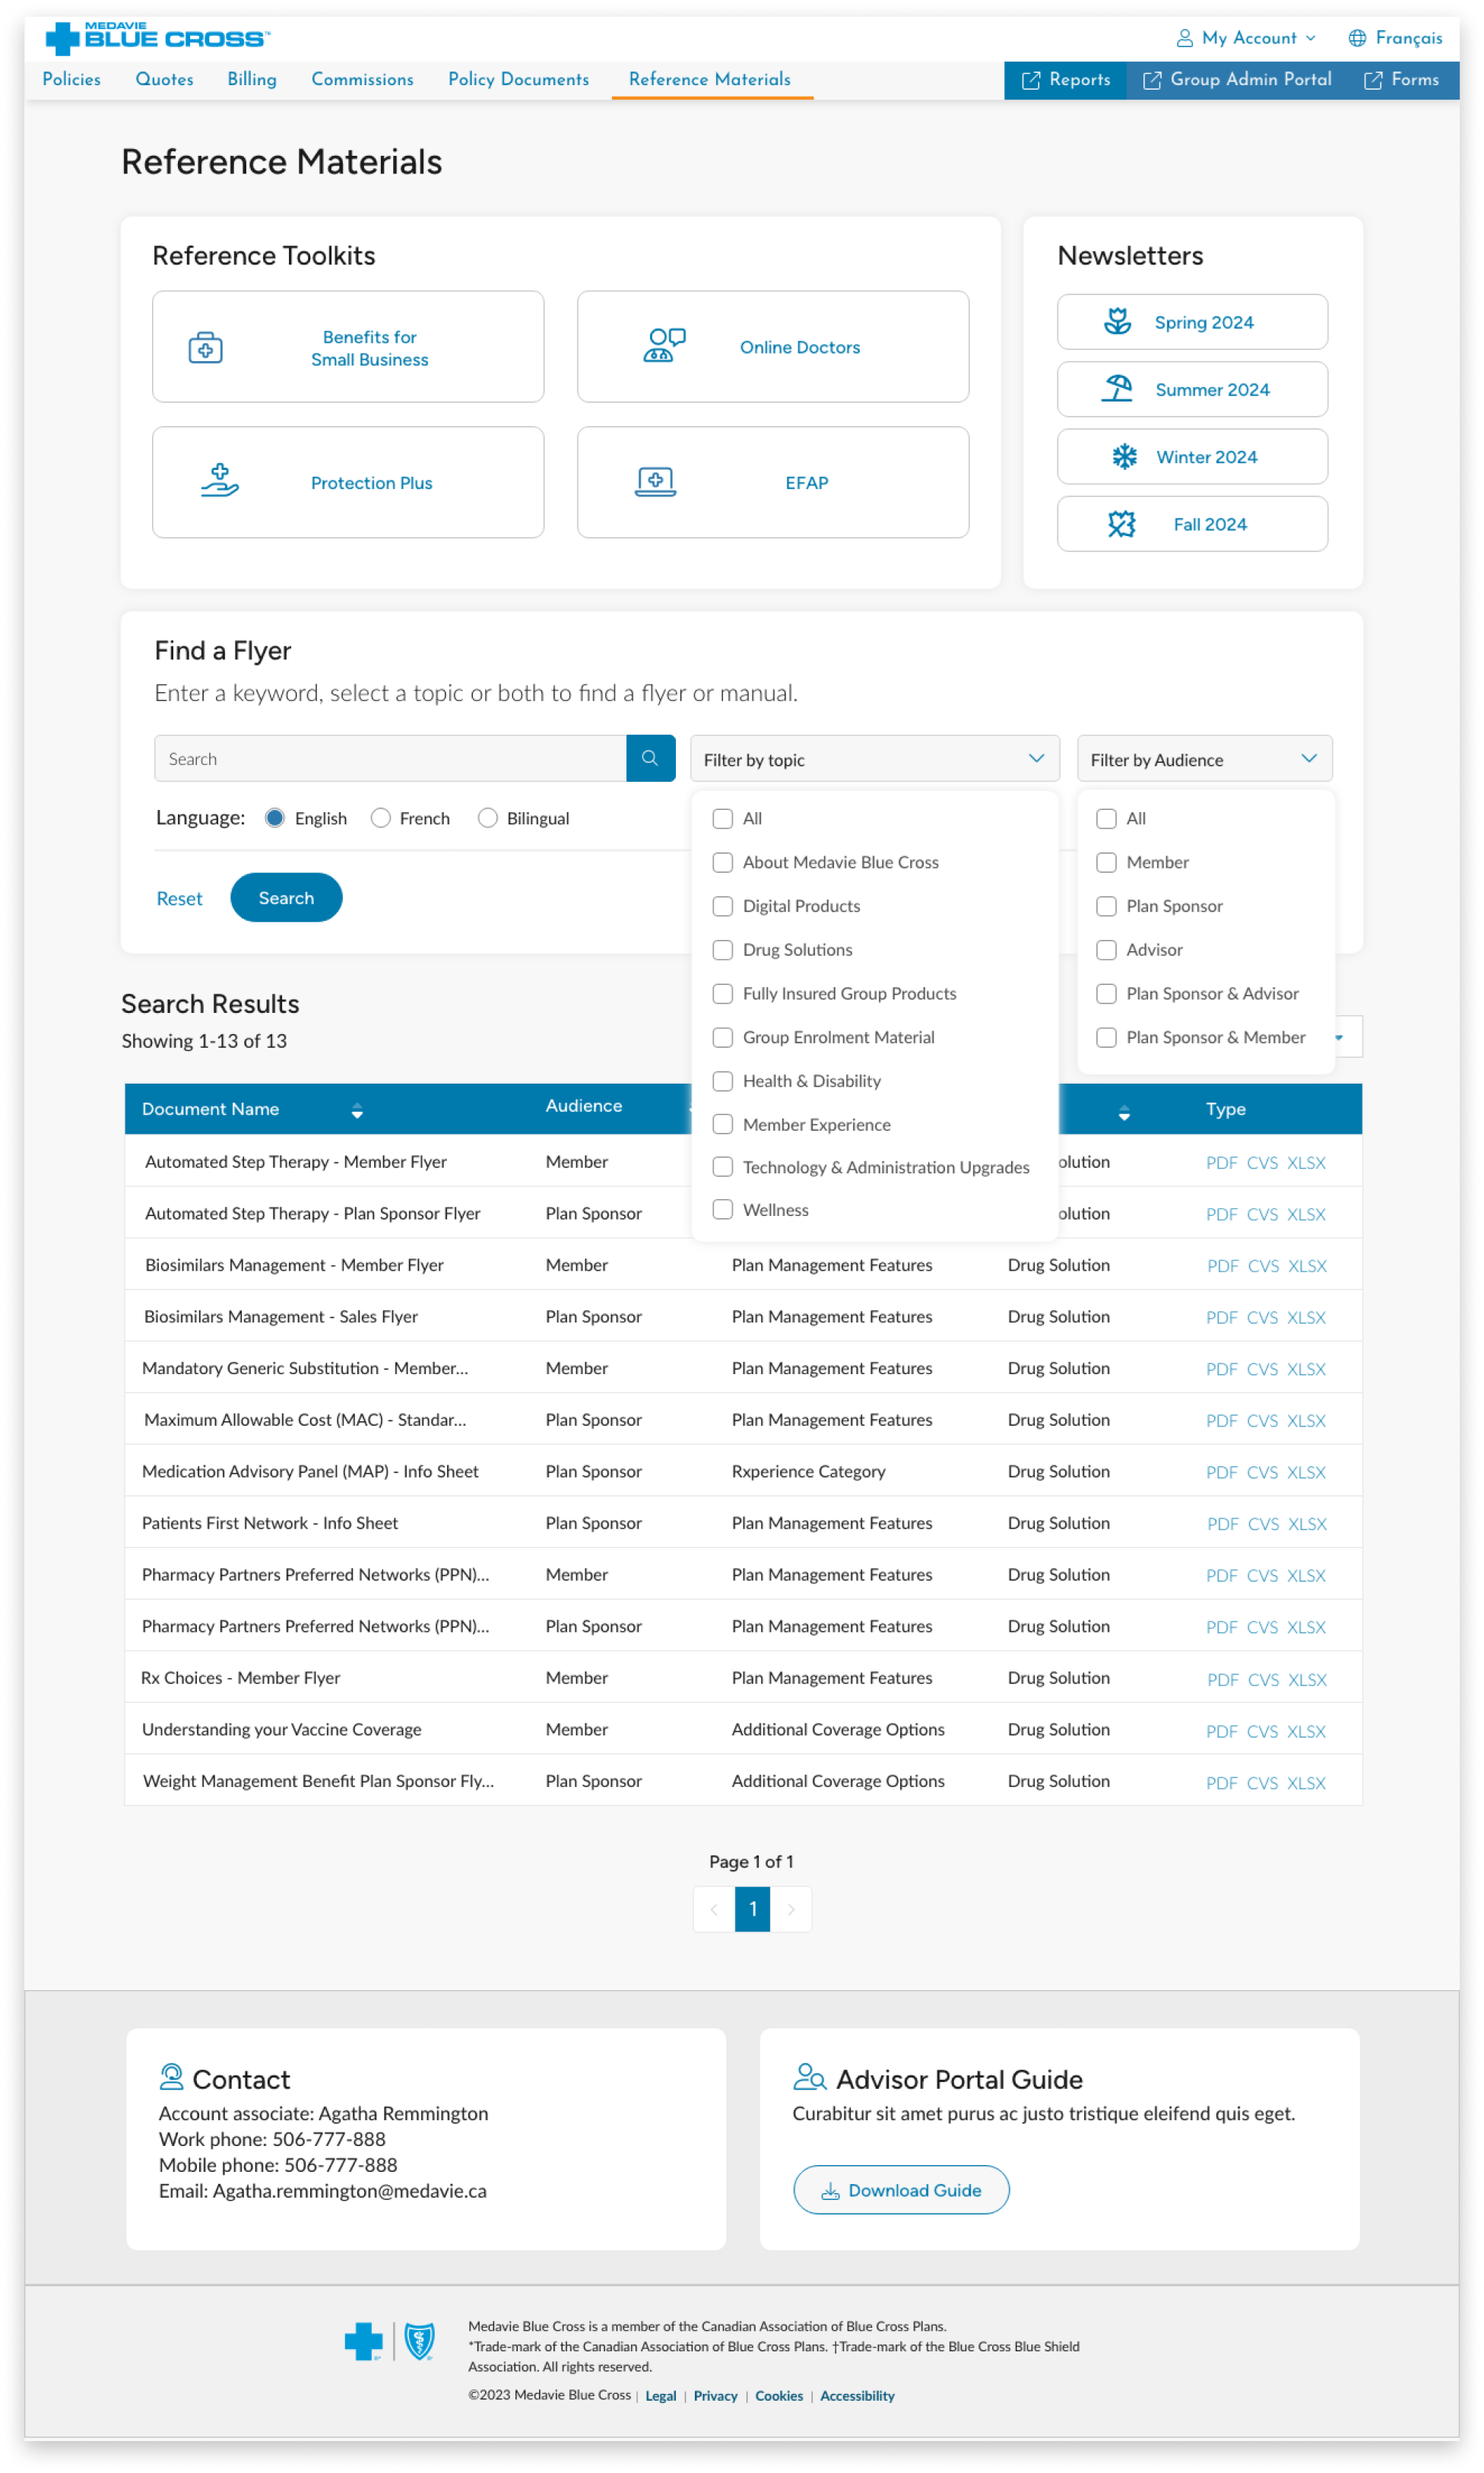 MEDAVIE
BLUE CROSS™
My Account
Français
Policies Quotes Billing Commissions Policy Documents Reference Materials Reports Group Admin Portal Forms
Reference Materials
Reference Toolkits
Benefits for
Small Business
Online Doctors
Protection Plus
EFAP
Newsletters
Spring 2024
Summer 2024
Winter 2024
Fall 2024
Find a Flyer
Enter a keyword, select a topic or both to find a flyer or manual.
Search
Filter by topic
Filter by Audience
Language: English French Bilingual
Reset Search
All
About Medavie Blue Cross
Digital Products
Drug Solutions
Fully Insured Group Products
Group Enrolment Material
Health & Disability
Member Experience
Technology & Administration Upgrades
Wellness
All
Member
Plan Sponsor
Advisor
Plan Sponsor & Advisor
Plan Sponsor & Member
Search Results
Showing 1-13 of 13
Document Name Audience Type
Automated Step Therapy - Member Flyer Member olution PDF CVS XLSX
Automated Step Therapy - Plan Sponsor Flyer Plan Sponsor olution PDF CVS XLSX
Biosimilars Management - Member Flyer Member Plan Management Features Drug Solution PDF CVS XLSX
Biosimilars Management - Sales Flyer Plan Sponsor Plan Management Features Drug Solution PDF CVS XLSX
Mandatory Generic Substitution - Member... Member Plan Management Features Drug Solution PDF CVS XLSX
Maximum Allowable Cost (MAC) - Standar... Plan Sponsor Plan Management Features Drug Solution PDF CVS XLSX
Medication Advisory Panel (MAP) - Info Sheet Plan Sponsor Rxperience Category Drug Solution PDF CVS XLSX
Patients First Network - Info Sheet Plan Sponsor Plan Management Features Drug Solution PDF CVS XLSX
Pharmacy Partners Preferred Networks (PPN)... Member Plan Management Features Drug Solution PDF CVS XLSX
Pharmacy Partners Preferred Networks (PPN)... Plan Sponsor Plan Management Features Drug Solution PDF CVS XLSX
Rx Choices - Member Flyer Member Plan Management Features Drug Solution PDF CVS XLSX
Understanding your Vaccine Coverage Member Additional Coverage Options Drug Solution PDF CVS XLSX
Weight Management Benefit Plan Sponsor Fly... Plan Sponsor Additional Coverage Options Drug Solution PDF CVS XLSX
Page 1 of 1
1
Contact
Account associate: Agatha Remmington
Work phone: 506-777-888
Mobile phone: 506-777-888
Email: Agatha.remmington@medavie.ca
Advisor Portal Guide
Curabitur sit amet purus ac justo tristique eleifend quis eget.
Download Guide
Medavie Blue Cross is a member of the Canadian Association of Blue Cross Plans.
*Trade-mark of the Canadian Association of Blue Cross Plans. †Trade-mark of the Blue Cross Blue Shield
Association. All rights reserved.
©2023 Medavie Blue Cross | Legal | Privacy | Cookies | Accessibility